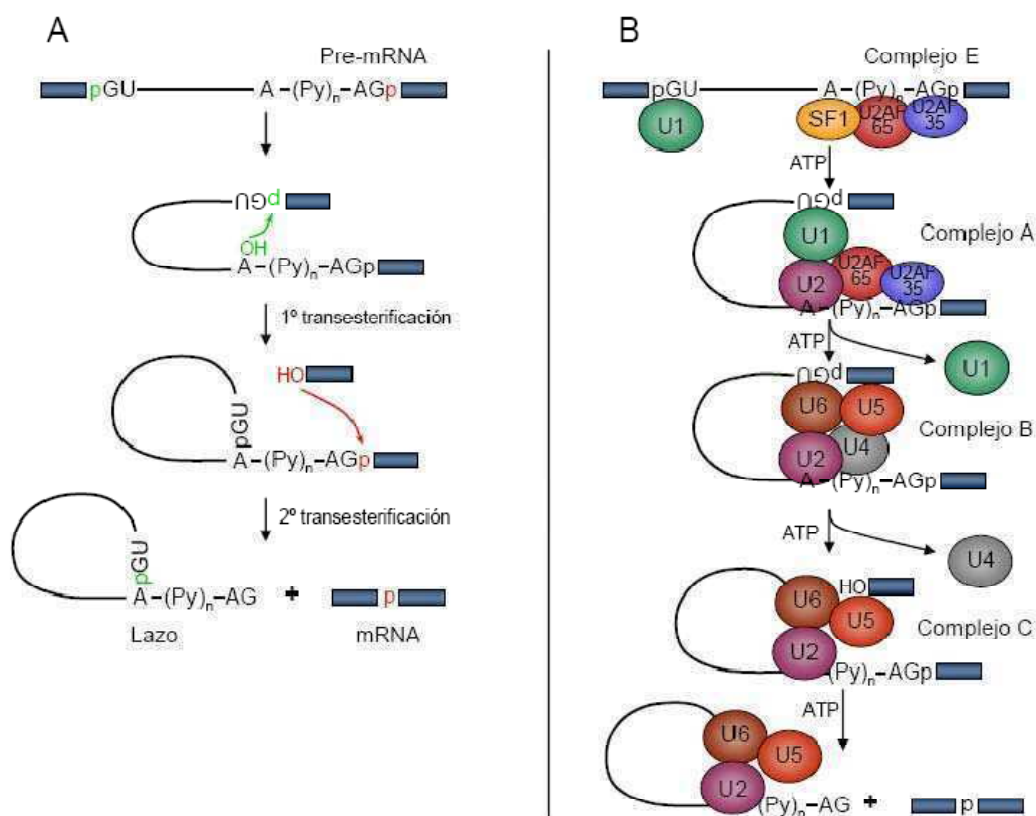 A
Pre-mRNA
pGU
A –(Py)n–AGp
GU p
OH
A –(Py)n–AGp
1º transesterificación
HO
pGU
A –(Py)n–AGp
2º transesterificación
pGU
A –(Py)n–AG + p
Lazo
mRNA
B
Complejo E
pGU
A –(Py)n–AGp
U1
SF1
U2AF 65
U2AF 35
ATP
GU p
Complejo A
U1
U2
U2AF 65
U2AF 35
A –(Py)n–AGp
ATP
U1
GU p
U6
U5
Complejo B
U2
U4
A –(Py)n–AGp
ATP
U4
HO
U6
U5
Complejo C
U2
(Py)n–AGp
ATP
U6
U5
U2
(Py)n–AG + p